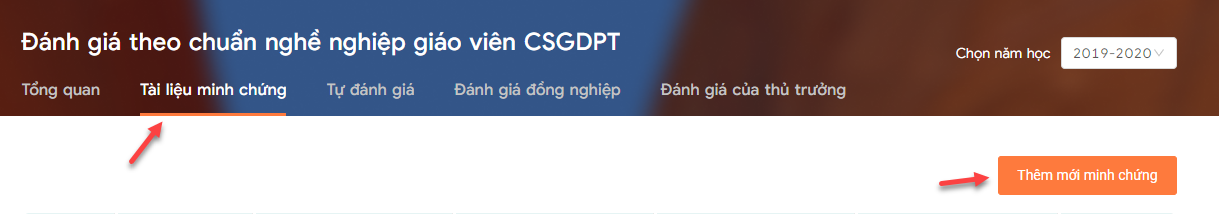 Đánh giá theo chuẩn nghề nghiệp giáo viên CSGDPT
Chọn năm học 2019-2020
Tổng quan Tài liệu minh chứng Tự đánh giá Đánh giá đồng nghiệp Đánh giá của thủ trưởng
Thêm mới minh chứng